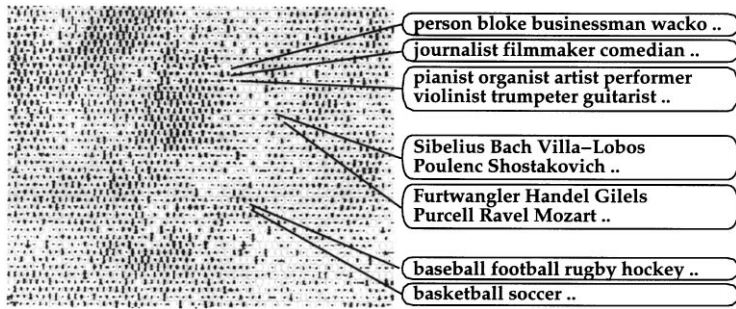 person bloke businessman wacko ..
journalist filmmaker comedian ..
pianist organist artist performer
violinist trumpeter guitarist ..
Sibelius Bach Villa−Lobos
Poulenc Shostakovich ..
Furtwangler Handel Gilels
Purcell Ravel Mozart ..
baseball football rugby hockey ..
basketball soccer ..